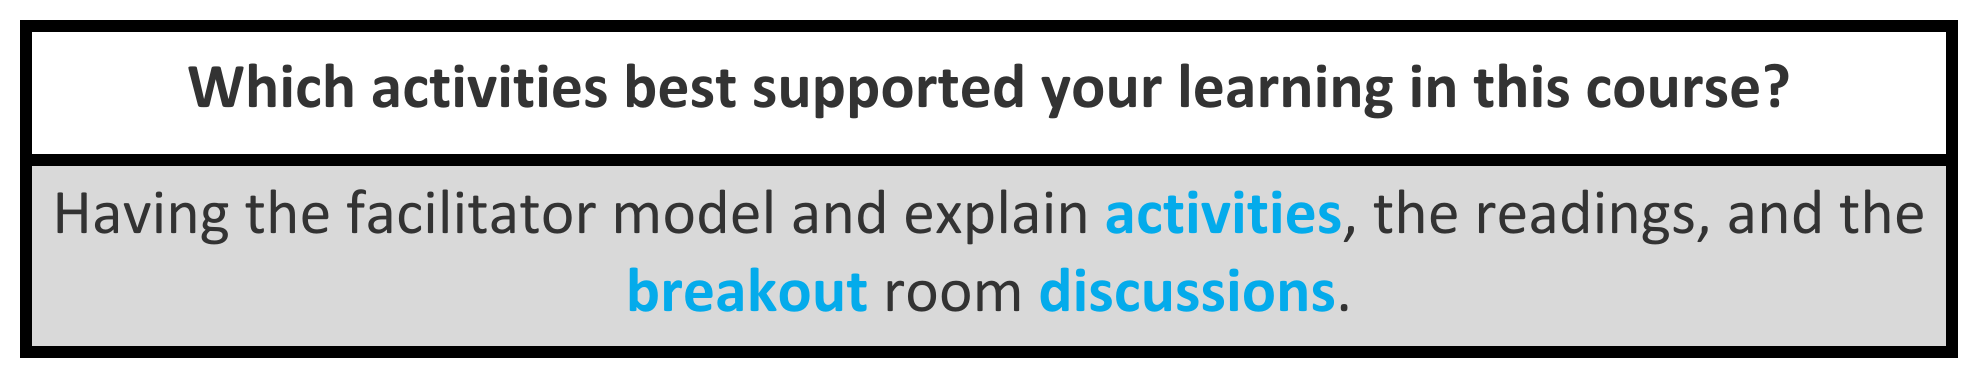 Which activities best supported your learning in this course?
Having the facilitator model and explain activities, the readings, and the
breakout room discussions.